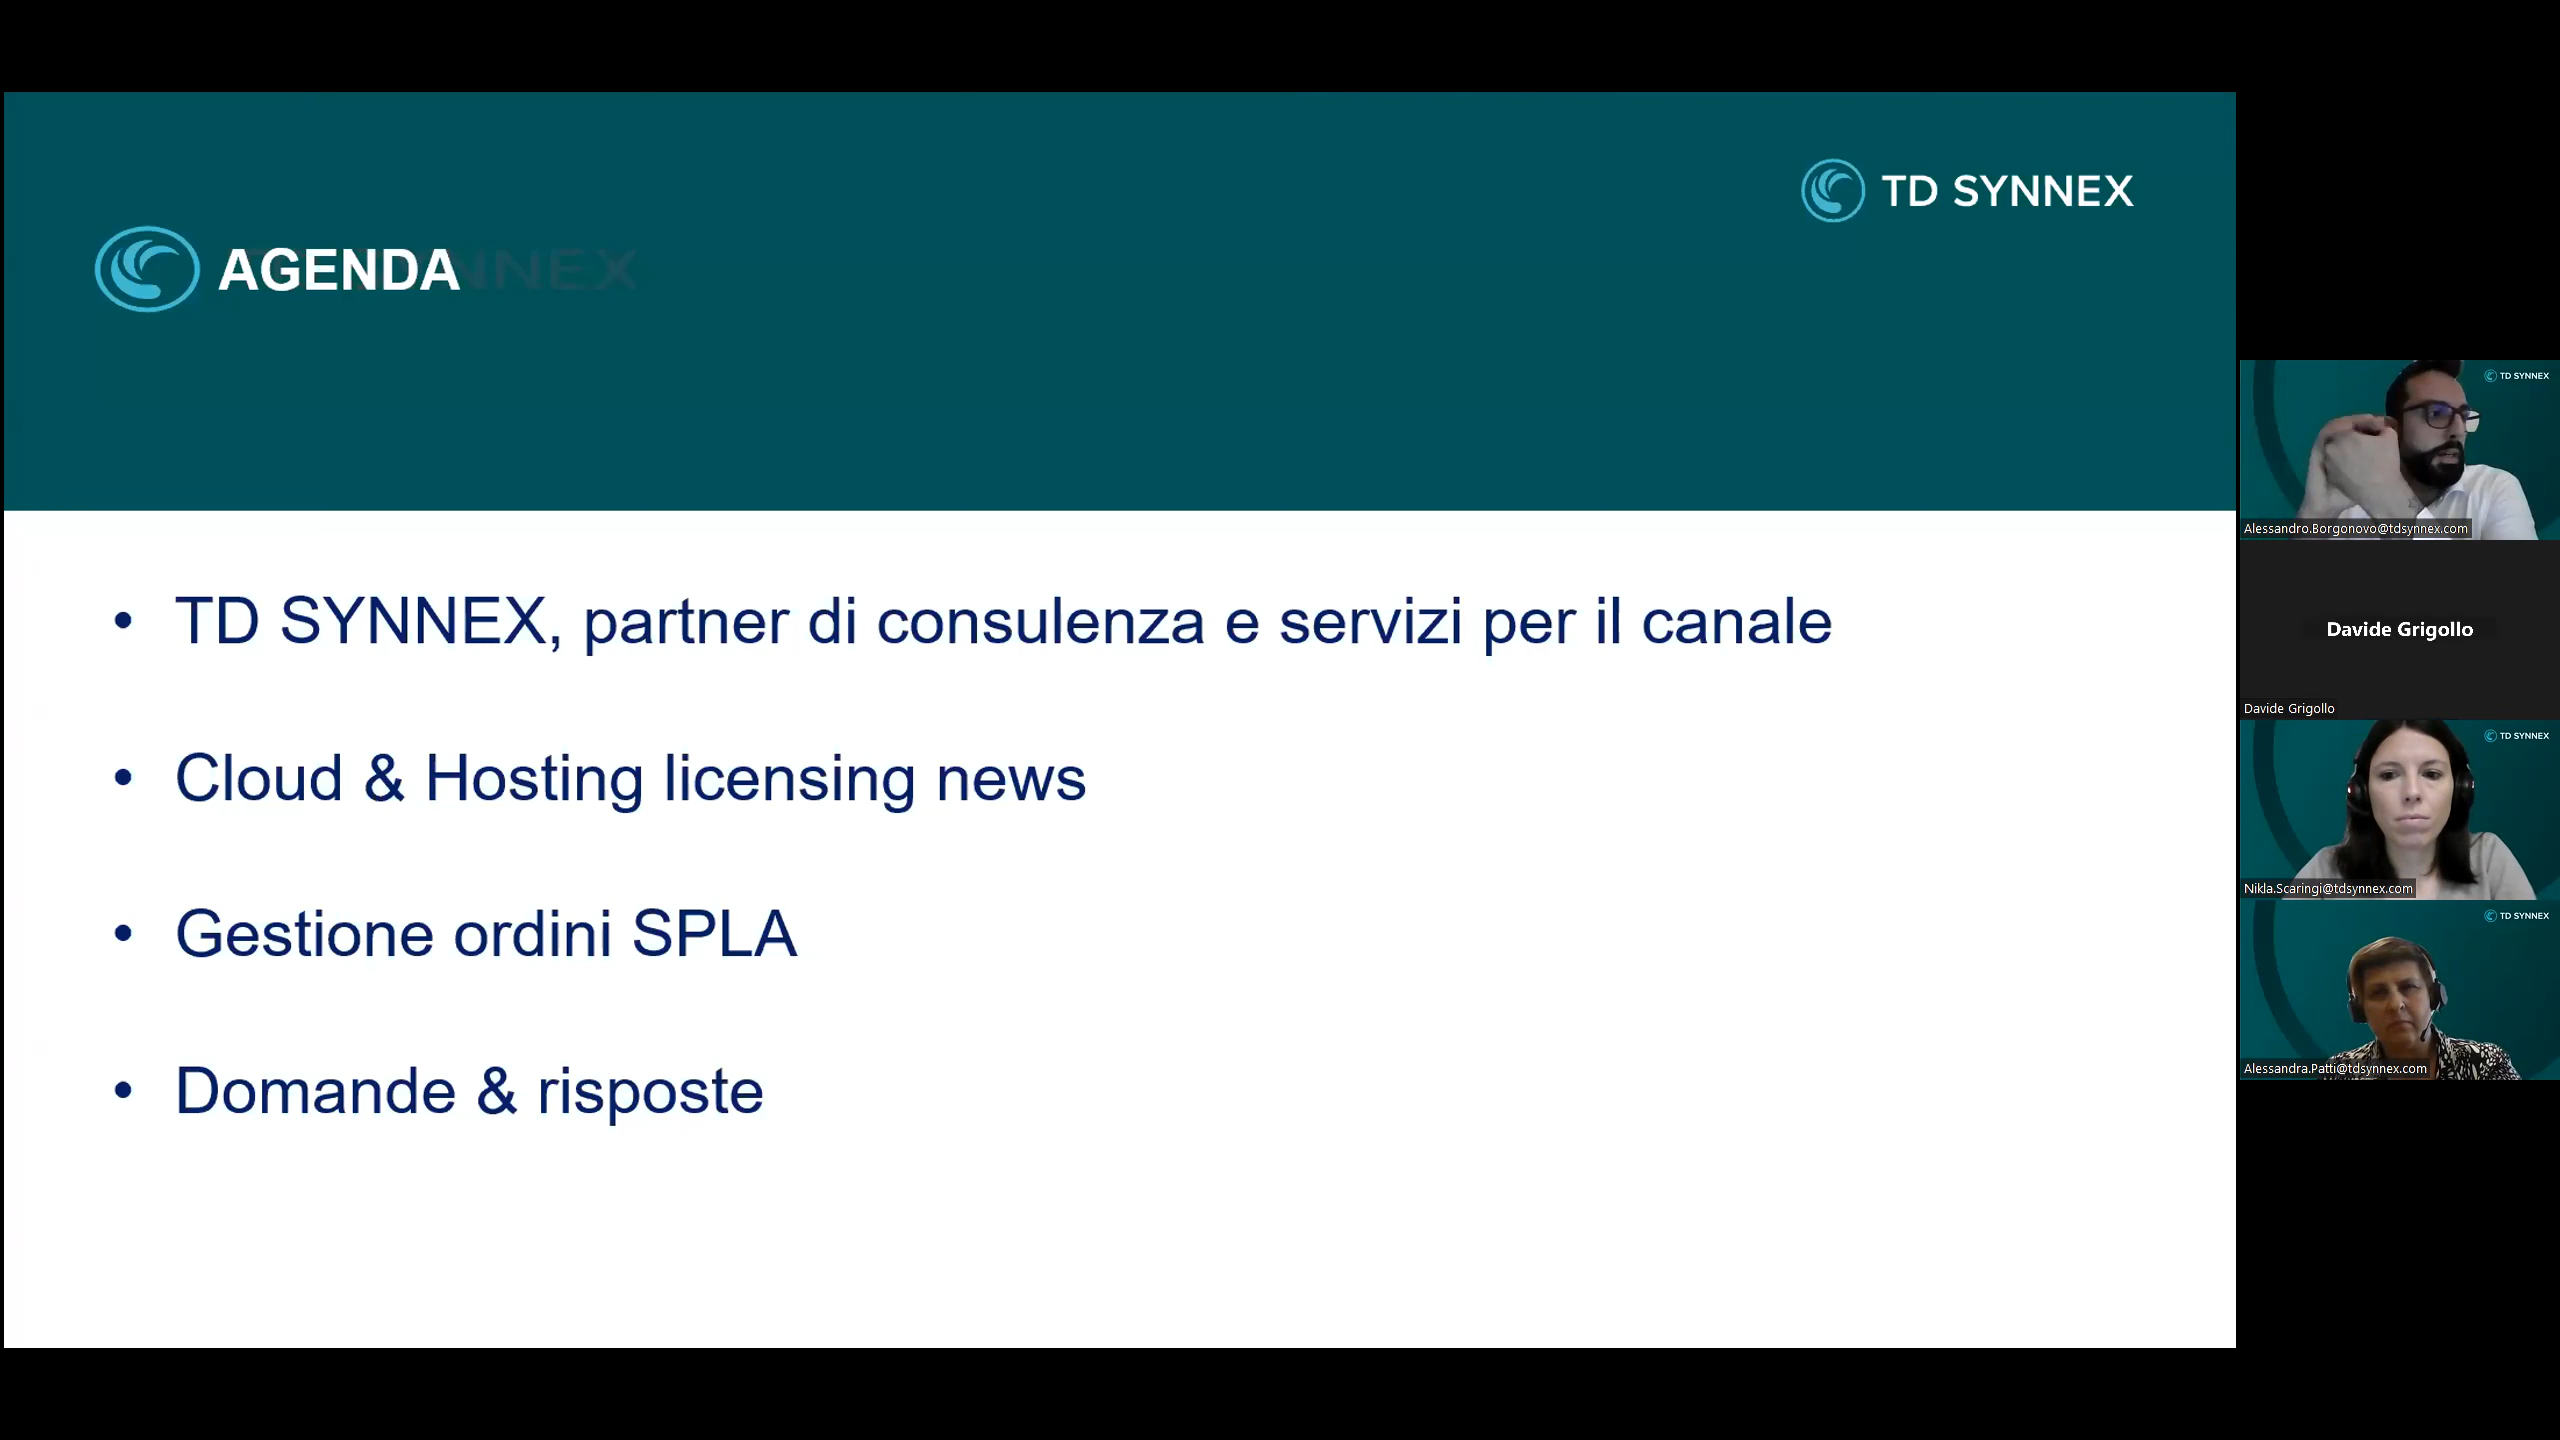 TD SYNNEX
AGENDA
NNEX
• TD SYNNEX, partner di consulenza e servizi per il canale
• Cloud & Hosting licensing news
• Gestione ordini SPLA
• Domande & risposte
TD SYNNEX
Alessandro.Borgonovo@tdsynnex.com
Davide Grigollo
Davide Grigollo
TD SYNNEX
Nikla.Scaringi@tdsynnex.com
TD SYNNEX
Alessandra.Patti@tdsynnex.com